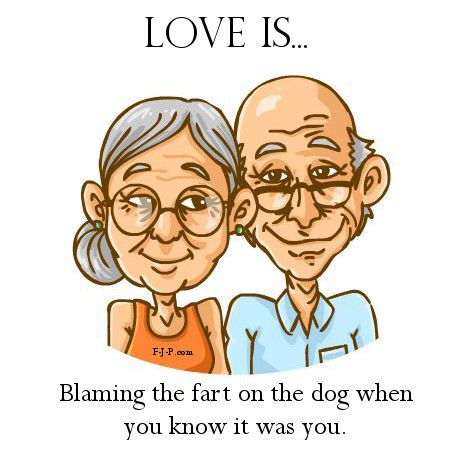 LOVE IS...
F-J-P.com
Blaming the fart on the dog when
you know it was you.